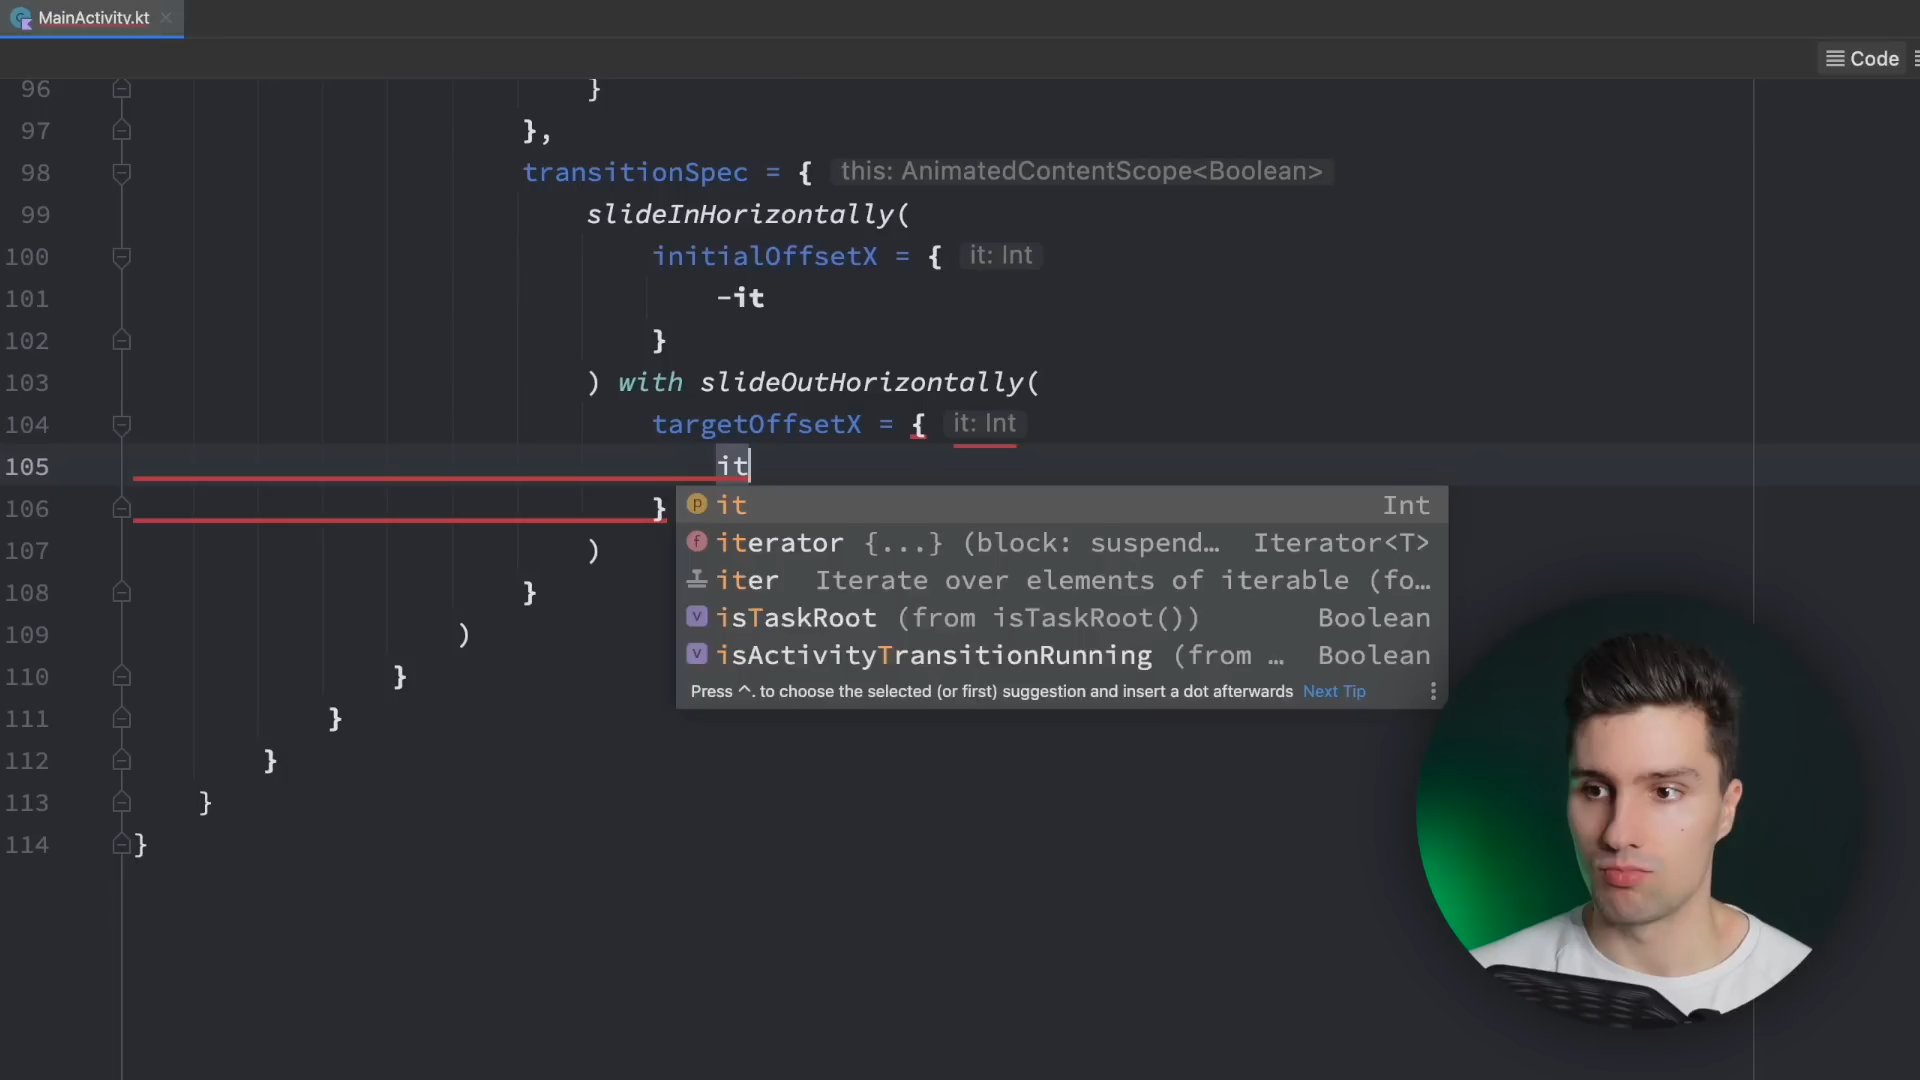 MainActivity.kt
Code
96 }
97 },
98 transitionSpec = { this: AnimatedContentScope<Boolean>
99 slideInHorizontally(
100 initialOffsetX = { it: Int
101 -it
102 }
103 ) with slideOutHorizontally(
104 targetOffsetX = { it: Int
105 it
106 }
107 )
108 }
109 )
110 }
111 }
112 }
113 }
114 }
it Int
iterator {...} (block: suspend… Iterator<T>
iter Iterate over elements of iterable (fo…
isTaskRoot (from isTaskRoot()) Boolean
isActivityTransitionRunning (from … Boolean
Press ^. to choose the selected (or first) suggestion and insert a dot afterwards Next Tip